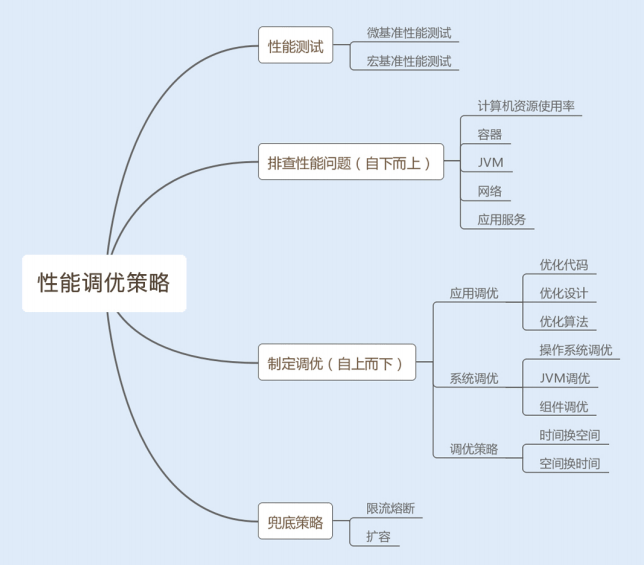 性能调优策略
性能测试
微基准性能测试
宏基准性能测试
排查性能问题（自下而上）
计算机资源使用率
容器
JVM
网络
应用服务
制定调优（自上而下）
应用调优
优化代码
优化设计
优化算法
系统调优
操作系统调优
JVM调优
组件调优
调优策略
时间换空间
空间换时间
兜底策略
限流熔断
扩容